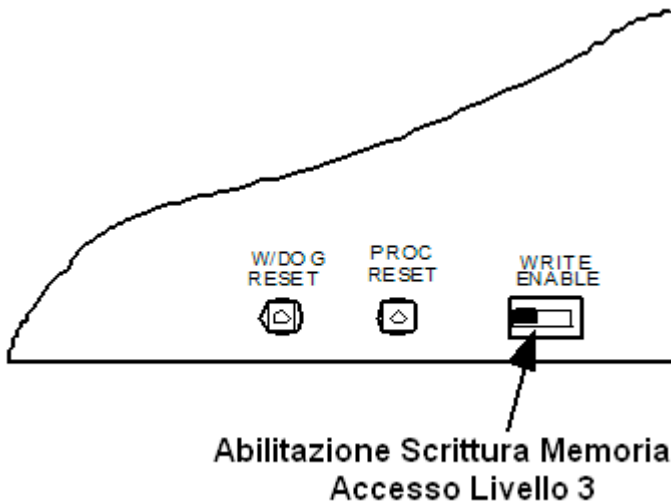 W/DOG
RESET
PROC
RESET
WRITE
ENABLE
Abilitazione Scrittura Memoria
Accesso Livello 3